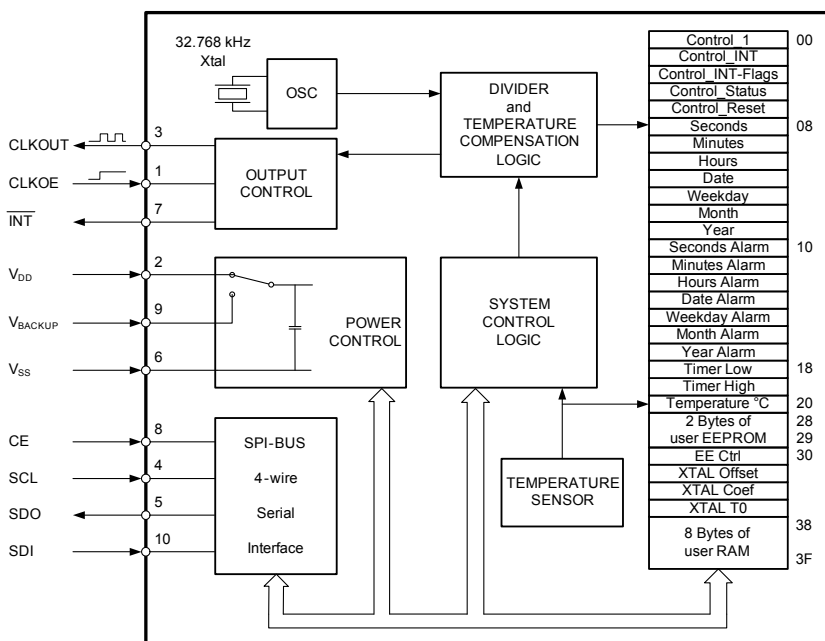 32.768 kHz
Xtal
OSC
DIVIDER
and
TEMPERATURE
COMPENSATION
LOGIC
CLKOUT
3
CLKOE
1
INT
7
OUTPUT
CONTROL
VDD
2
VBACKUP
9
VSS
6
POWER
CONTROL
SYSTEM
CONTROL
LOGIC
CE
8
SCL
4
SDO
5
SDI
10
SPI-BUS
4-wire
Serial
Interface
TEMPERATURE
SENSOR
Control_1 00
Control_INT
Control_INT-Flags
Control_Status
Control_Reset
Seconds 08
Minutes
Hours
Date
Weekday
Month
Year
Seconds Alarm 10
Minutes Alarm
Hours Alarm
Date Alarm
Weekday Alarm
Month Alarm
Year Alarm
Timer Low 18
Timer High
Temperature °C 20
2 Bytes of 28
user EEPROM 29
EE Ctrl 30
XTAL Offset
XTAL Coef
XTAL T0
8 Bytes of 38
user RAM 3F